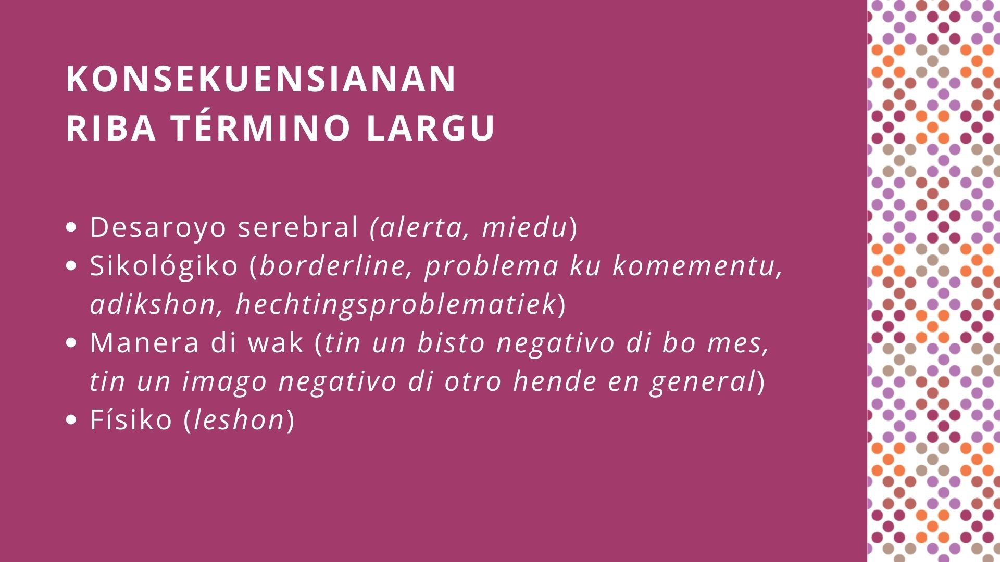 KONSEKUENSIANAN
RIBA TÉRMINO LARGU
• Desaroyo serebral (alerta, miedu)
• Sikológiko (borderline, problema ku komementu,
adikshon, hechtingsproblematiek)
• Manera di wak (tin un bisto negativo di bo mes,
tin un imago negativo di otro hende en general)
• Físiko (leshon)